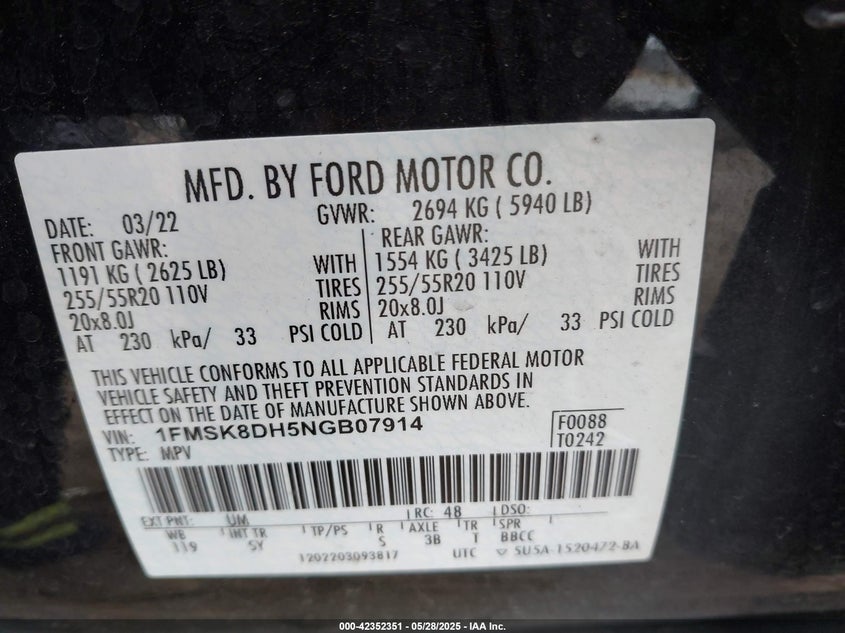 MFD. BY FORD MOTOR CO.
DATE: 03/22 GVWR: 2694 KG ( 5940 LB)
FRONT GAWR: REAR GAWR:
1191 KG ( 2625 LB) WITH 1554 KG ( 3425 LB) WITH
255/55R20 110V TIRES 255/55R20 110V TIRES
20x8.0J RIMS 20x8.0J RIMS
AT 230 kPa/ 33 PSI COLD AT 230 kPa/ 33 PSI COLD
THIS VEHICLE CONFORMS TO ALL APPLICABLE FEDERAL MOTOR
VEHICLE SAFETY AND THEFT PREVENTION STANDARDS IN
EFFECT ON THE DATE OF MANUFACTURE SHOWN ABOVE.
VIN: 1FMSK8DH5NGB07914 F0088
TYPE: MPV T0242
EXT PNT: UM RC: 48 DSO:
WB INT TR TP/PS R AXLE TR SPR
119 5Y S 3B T BBCC
1202203093817 UTC 5U5A-1520472-BA
000-42352351 | 05/28/2025 - IAA Inc.